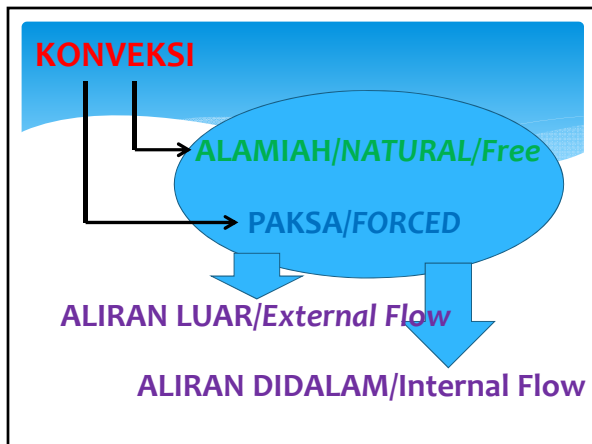 KONVEKSI
ALAMIAH/NATURAL/Free
PAKSA/FORCED
ALIRAN LUAR/External Flow
ALIRAN DIDALAM/Internal Flow